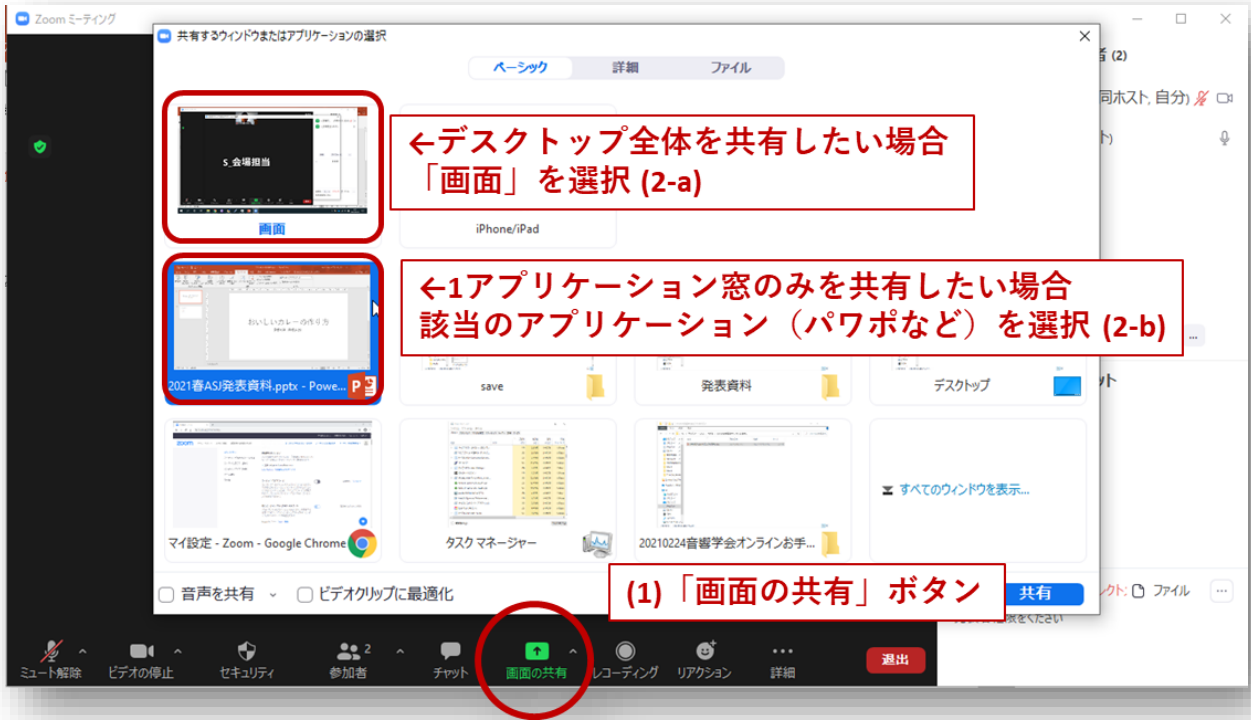 Zoom ミーティング
共有するウィンドウまたはアプリケーションの選択
ベーシック 詳細 ファイル
(2)
同ホスト, 自分)
S_会場担当
←デスクトップ全体を共有したい場合
「画面」を選択 (2-a)
画面
iPhone/iPad
←1アプリケーション窓のみを共有したい場合
該当のアプリケーション（パワポなど）を選択 (2-b)
おいしいカレーの作り方
2021春ASJ発表資料.pptx - Powe...
save
発表資料
デスクトップ
zoom
すべてのウィンドウを表示...
マイ設定 - Zoom - Google Chrome
タスク マネージャー
20210224音響学会オンラインお手...
音声を共有
ビデオクリップに最適化
(1)「画面の共有」ボタン
共有
ファイル
ミュート解除
ビデオの停止
セキュリティ
参加者 2
チャット
画面の共有
レコーディング
リアクション
詳細
退出